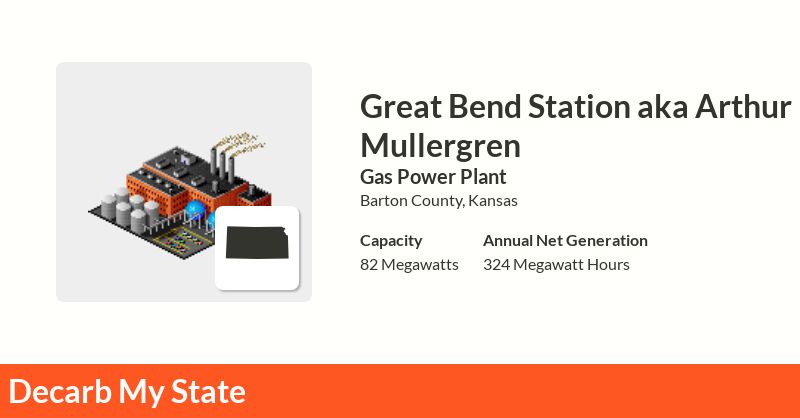 Great Bend Station aka Arthur
Mullergren
Gas Power Plant
Barton County, Kansas
Capacity
Annual Net Generation
82 Megawatts
324 Megawatt Hours
Decarb My State